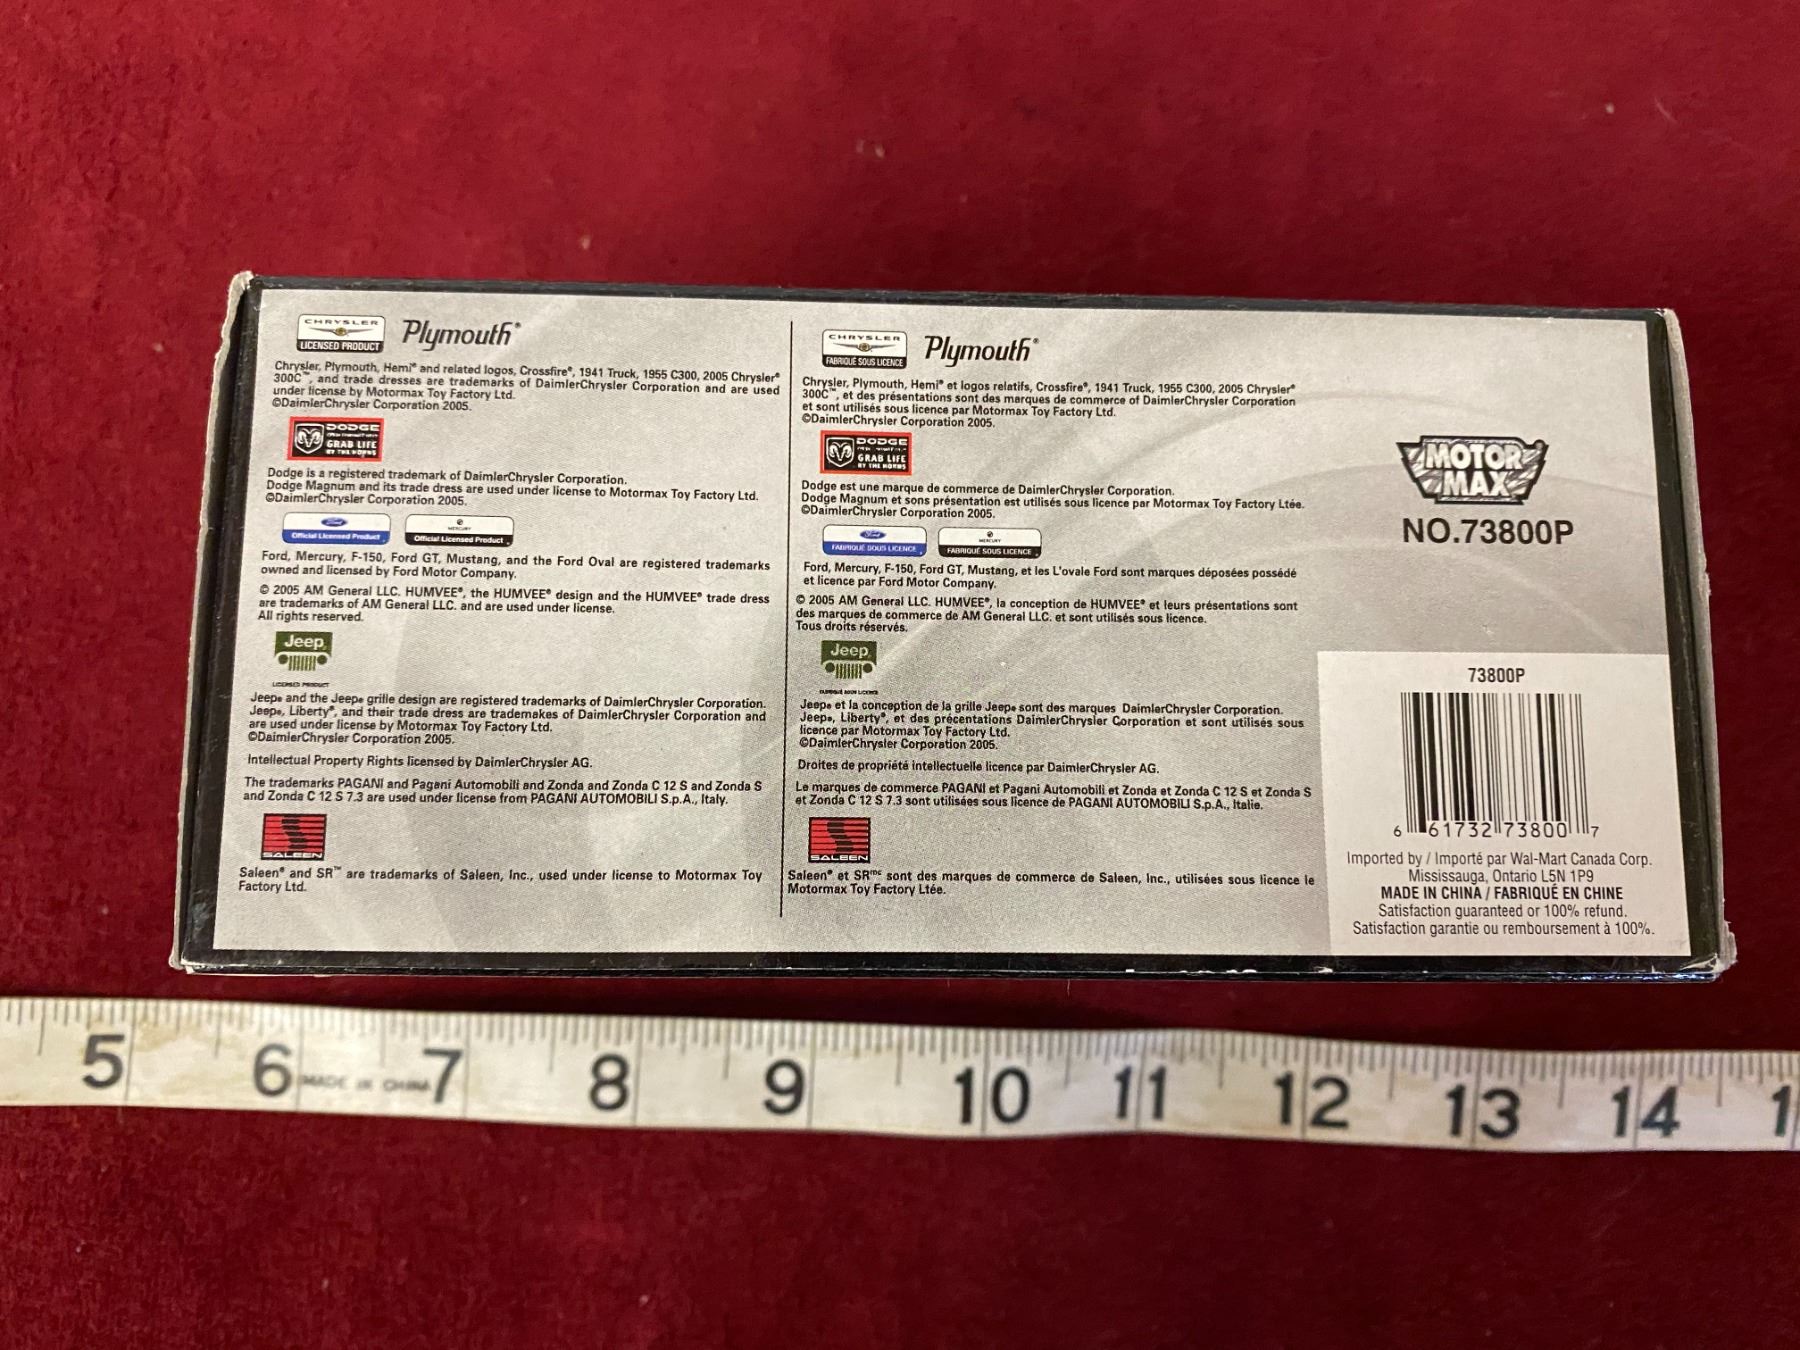 CHRYSLER
LICENSED PRODUCT
Plymouth®
Chrysler, Plymouth, Hemi® and related logos, Crossfire®, 1941 Truck, 1955 C300, 2005 Chrysler®
300C™, and trade dresses are trademarks of DaimlerChrysler Corporation and are used
under license by Motormax Toy Factory Ltd.
©DaimlerChrysler Corporation 2005.
DODGE
GRAB LIFE
BY THE HORNS
Dodge is a registered trademark of DaimlerChrysler Corporation.
Dodge Magnum and its trade dress are used under license to Motormax Toy Factory Ltd.
©DaimlerChrysler Corporation 2005.
Ford
Official Licensed Product
MERCURY
Official Licensed Product
Ford, Mercury, F-150, Ford GT, Mustang, and the Ford Oval are registered trademarks
owned and licensed by Ford Motor Company.
© 2005 AM General LLC. HUMVEE®, the HUMVEE® design and the HUMVEE® trade dress
are trademarks of AM General LLC. and are used under license.
All rights reserved.
Jeep
LICENSED PRODUCT
Jeep® and the Jeep® grille design are registered trademarks of DaimlerChrysler Corporation.
Jeep®, Liberty®, and their trade dress are trademakes of DaimlerChrysler Corporation and
are used under license by Motormax Toy Factory Ltd.
©DaimlerChrysler Corporation 2005.
Intellectual Property Rights licensed by DaimlerChrysler AG.
The trademarks PAGANI and Pagani Automobili and Zonda and Zonda C 12 S and Zonda S
and Zonda C 12 S 7.3 are used under license from PAGANI AUTOMOBILI S.p.A., Italy.
SALEEN
Saleen® and SR™ are trademarks of Saleen, Inc., used under license to Motormax Toy
Factory Ltd.
CHRYSLER
FABRIQUÉ SOUS LICENCE
Plymouth®
Chrysler, Plymouth, Hemi® et logos relatifs, Crossfire®, 1941 Truck, 1955 C300, 2005 Chrysler®
300C™, et des présentations sont des marques de commerce of DaimlerChrysler Corporation
et sont utilisés sous licence par Motormax Toy Factory Ltd.
©DaimlerChrysler Corporation 2005.
DODGE
GRAB LIFE
BY THE HORNS
Dodge est une marque de commerce de DaimlerChrysler Corporation.
Dodge Magnum et sons présentation est utilisés sous licence par Motormax Toy Factory Ltée.
©DaimlerChrysler Corporation 2005.
Ford
FABRIQUÉ SOUS LICENCE
MERCURY
FABRIQUÉ SOUS LICENCE
Ford, Mercury, F-150, Ford GT, Mustang, et les L'ovale Ford sont marques déposées possédé
et licence par Ford Motor Company.
© 2005 AM General LLC. HUMVEE®, la conception de HUMVEE® et leurs présentations sont
des marques de commerce de AM General LLC. et sont utilisés sous licence.
Tous droits réservés.
Jeep
FABRIQUÉ SOUS LICENCE
Jeep® et la conception de la grille Jeep® sont des marques DaimlerChrysler Corporation.
Jeep®, Liberty®, et des précentations DaimlerChrysler Corporation et sont utilisés sous
licence par Motormax Toy Factory Ltd.
©DaimlerChrysler Corporation 2005.
Droites de propriété intellectuelle licence par DaimlerChrysler AG.
Le marques de commerce PAGANI et Pagani Automobili et Zonda et Zonda C 12 S et Zonda S
et Zonda C 12 S 7.3 sont utilisées sous licence de PAGANI AUTOMOBILI S.p.A., Italie.
SALEEN
Saleen® et SRmc sont des marques de commerce de Saleen, Inc., utilisées sous licence le
Motormax Toy Factory Ltée.
MOTOR
MAX
NO.73800P
73800P
6 61732 73800 7
Imported by / Importé par Wal-Mart Canada Corp.
Mississauga, Ontario L5N 1P9
MADE IN CHINA / FABRIQUÉ EN CHINE
Satisfaction guaranteed or 100% refund.
Satisfaction garantie ou remboursement à 100%.
5 6 MADE IN CHINA 7 8 9 10 11 12 13 14 1